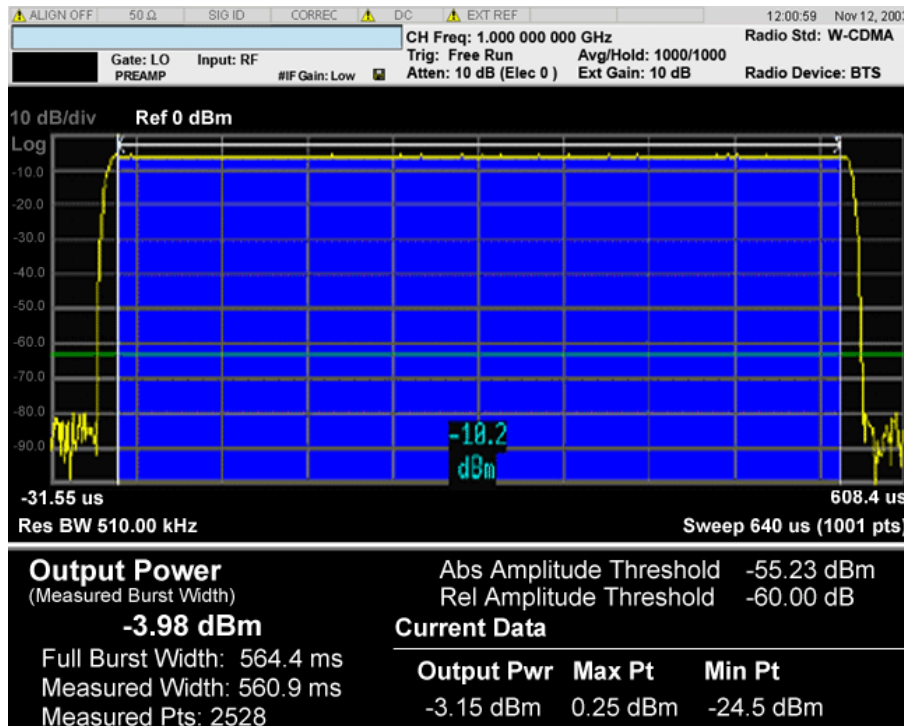 ALIGN OFF 50 Ω SIG ID CORREC DC EXT REF 12:00:59 Nov 12, 2003
CH Freq: 1.000 000 000 GHz Radio Std: W-CDMA
Gate: LO Input: RF Trig: Free Run Avg/Hold: 1000/1000
PREAMP #IF Gain: Low Atten: 10 dB (Elec 0 ) Ext Gain: 10 dB Radio Device: BTS
10 dB/div Ref 0 dBm
Log
-10.0
-20.0
-30.0
-40.0
-50.0
-60.0
-70.0
-80.0
-90.0
-10.2
dBm
-31.55 us 608.4 us
Res BW 510.00 kHz Sweep 640 us (1001 pts)
Output Power Abs Amplitude Threshold -55.23 dBm
(Measured Burst Width) Rel Amplitude Threshold -60.00 dB
-3.98 dBm Current Data
Full Burst Width: 564.4 ms
Output Pwr Max Pt Min Pt
Measured Width: 560.9 ms
-3.15 dBm 0.25 dBm -24.5 dBm
Measured Pts: 2528